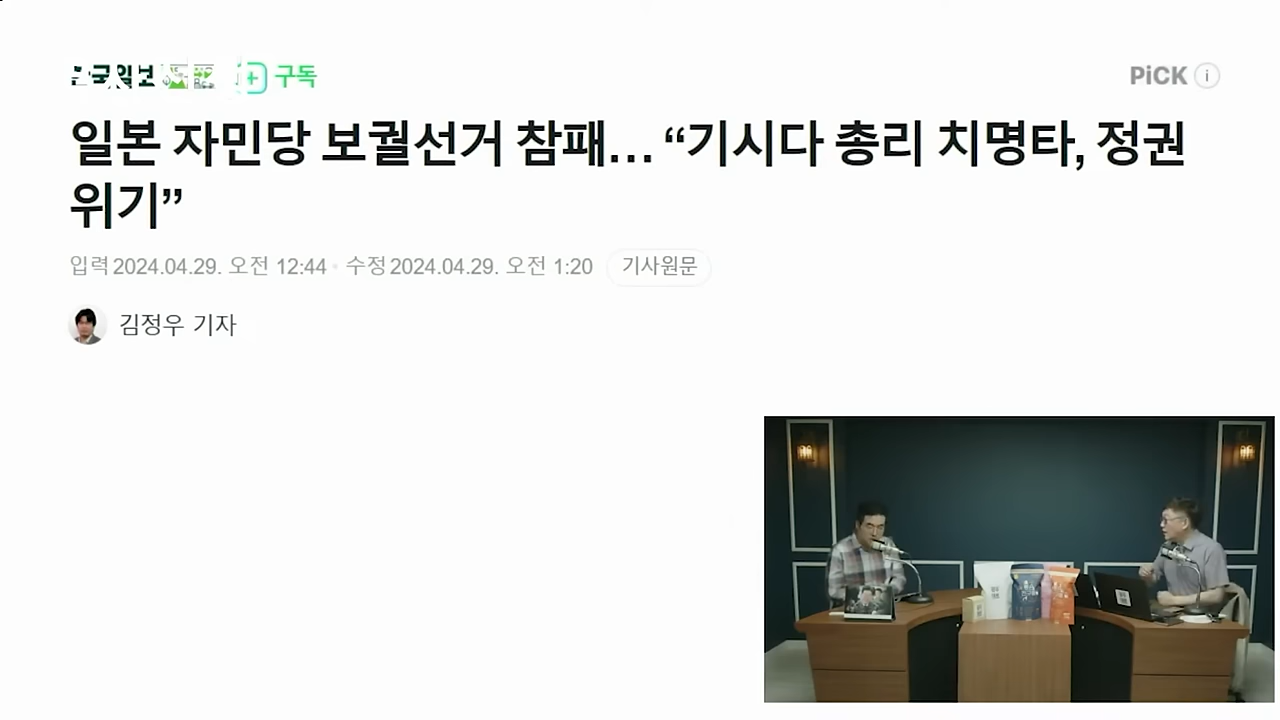 구독
PiCK i
일본 자민당 보궐선거 참패… “기시다 총리 치명타, 정권
위기”
입력 2024.04.29. 오전 12:44 · 수정 2024.04.29. 오전 1:20 기사원문
김정우 기자